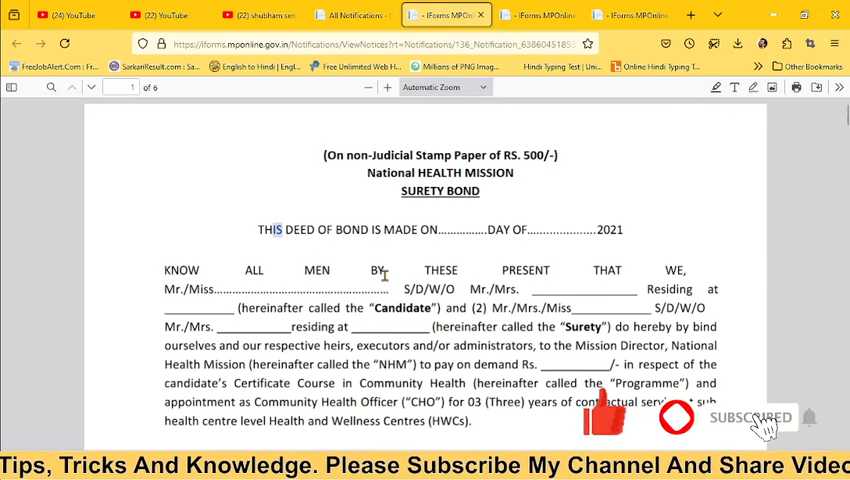 (24) YouTube
(22) YouTube
(22) shubham sen
All Notifications -
- IForms MPOnline
- IForms MPOnline
- IForms MPOnline
https://iforms.mponline.gov.in/Notifications/ViewNotices?rt=Notifications/136_Notification_63860451853
FreeJobAlert.Com : Fr...
SarkariResult.com : Sa...
English to Hindi | Eng...
Free Unlimited Web H...
Millions of PNG Imag...
Hindi Typing Test | Uni...
Online Hindi Typing T...
Other Bookmarks
1 of 6
Automatic Zoom
(On non-Judicial Stamp Paper of RS. 500/-)
National HEALTH MISSION
SURETY BOND
THIS DEED OF BOND IS MADE ON...............DAY OF....................2021
KNOW ALL MEN BY THESE PRESENT THAT WE,
Mr./Miss................................................ S/D/W/O Mr./Mrs. _______________ Residing at
__________ (hereinafter called the “Candidate”) and (2) Mr./Mrs./Miss___________ S/D/W/O
Mr./Mrs. ___________residing at ___________ (hereinafter called the “Surety) do hereby by bind
ourselves and our respective heirs, executors and/or administrators, to the Mission Director, National
Health Mission (hereinafter called the “NHM”) to pay on demand Rs. __________/- in respect of the
candidate’s Certificate Course in Community Health (hereinafter called the “Programme”) and
appointment as Community Health Officer (“CHO”) for 03 (Three) years of sub
health centre level Health and Wellness Centres (HWCs).
SUBSCRIBED
Tips, Tricks And Knowledge. Please Subscribe My Channel And Share Video